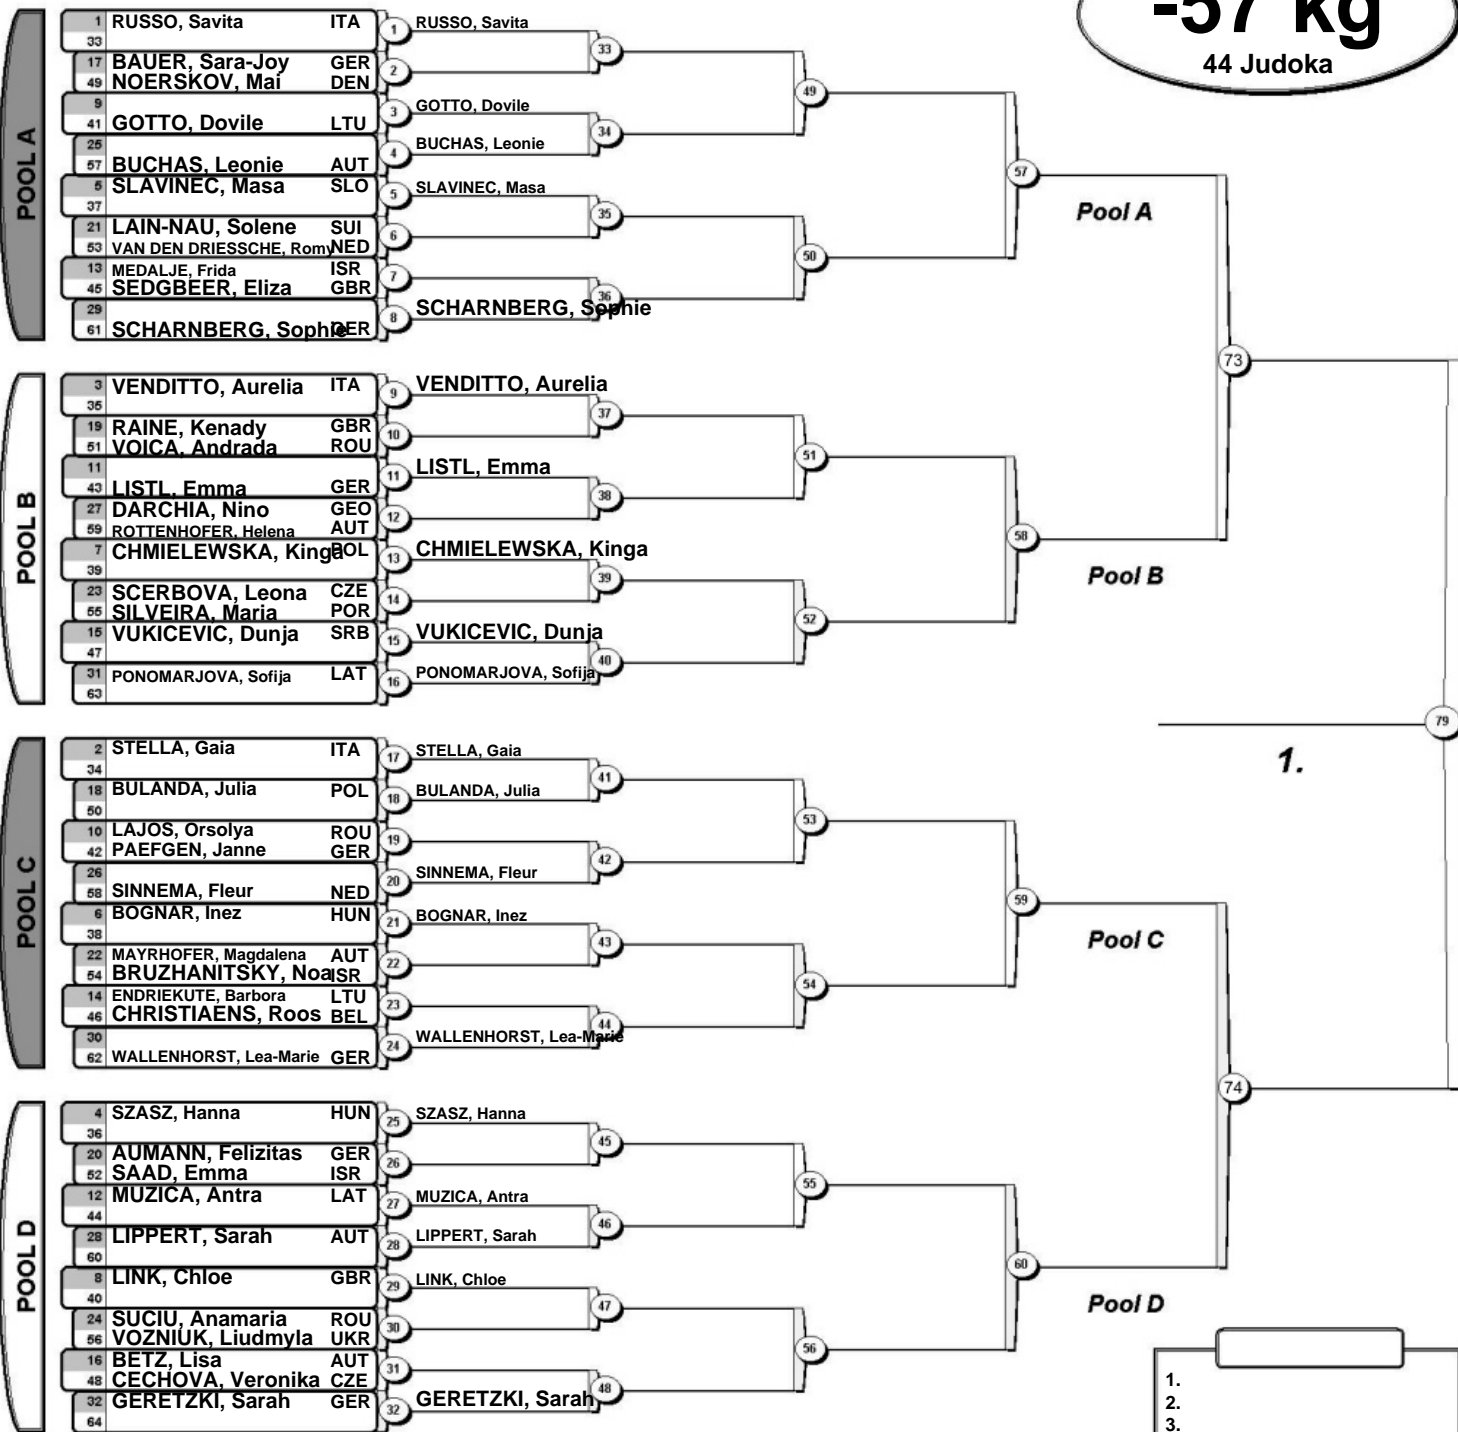 -57 kg
44 Judoka
POOL A
1 RUSSO, Savita ITA
33
1
RUSSO, Savita
17 BAUER, Sara-Joy GER
49 NOERSKOV, Mai DEN
2
33
9
41 GOTTO, Dovile LTU
3
GOTTO, Dovile
25
57 BUCHAS, Leonie AUT
4
BUCHAS, Leonie
34
49
5 SLAVINEC, Masa SLO
37
5
SLAVINEC, Masa
21 LAIN-NAU, Solene SUI
53 VAN DEN DRIESSCHE, Romy NED
6
35
13 MEDALJE, Frida ISR
45 SEDGBEER, Eliza GBR
7
29
61 SCHARNBERG, Sophie GER
8
SCHARNBERG, Sophie
36
50
57
Pool A
POOL B
3 VENDITTO, Aurelia ITA
35
9
VENDITTO, Aurelia
19 RAINE, Kenady GBR
51 VOICA, Andrada ROU
10
37
11
43 LISTL, Emma GER
11
LISTL, Emma
27 DARCHIA, Nino GEO
59 ROTTENHOFER, Helena AUT
12
38
51
7 CHMIELEWSKA, Kinga POL
39
13
CHMIELEWSKA, Kinga
23 SCERBOVA, Leona CZE
55 SILVEIRA, Maria POR
14
39
15 VUKICEVIC, Dunja SRB
47
15
VUKICEVIC, Dunja
31 PONOMARJOVA, Sofija LAT
63
16
PONOMARJOVA, Sofija
40
52
58
Pool B
73
79
1.
POOL C
2 STELLA, Gaia ITA
34
17
STELLA, Gaia
18 BULANDA, Julia POL
50
18
BULANDA, Julia
41
10 LAJOS, Orsolya ROU
42 PAEFGEN, Janne GER
19
26
58 SINNEMA, Fleur NED
20
SINNEMA, Fleur
42
53
6 BOGNAR, Inez HUN
38
21
BOGNAR, Inez
22 MAYRHOFER, Magdalena AUT
54 BRUZHANITSKY, Noa ISR
22
43
14 ENDRIEKUTE, Barbora LTU
46 CHRISTIAENS, Roos BEL
23
30
62 WALLENHORST, Lea-Marie GER
24
WALLENHORST, Lea-Marie
44
54
59
Pool C
POOL D
4 SZASZ, Hanna HUN
36
25
SZASZ, Hanna
20 AUMANN, Felizitas GER
52 SAAD, Emma ISR
26
45
12 MUZICA, Antra LAT
44
27
MUZICA, Antra
28 LIPPERT, Sarah AUT
60
28
LIPPERT, Sarah
46
55
8 LINK, Chloe GBR
40
29
LINK, Chloe
24 SUCIU, Anamaria ROU
56 VOZNIUK, Liudmyla UKR
30
47
16 BETZ, Lisa AUT
48 CECHOVA, Veronika CZE
31
32 GERETZKI, Sarah GER
64
32
GERETZKI, Sarah
48
56
60
Pool D
74
1.
2.
3.